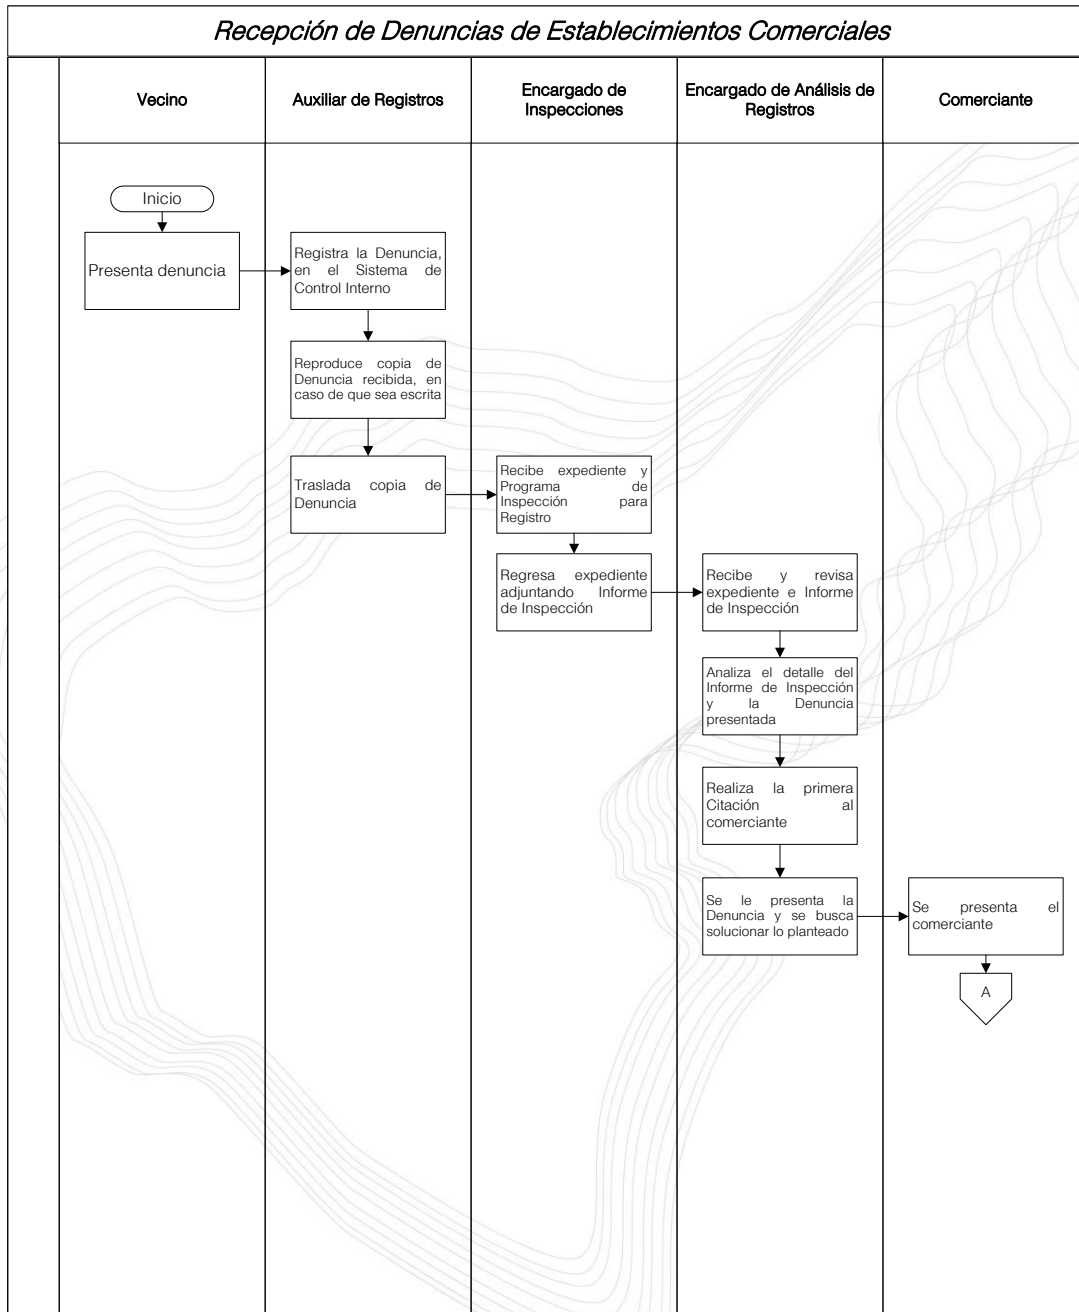 Recepción de Denuncias de Establecimientos Comerciales
Vecino
Auxiliar de Registros
Encargado de
Inspecciones
Encargado de Análisis de
Registros
Comerciante
Inicio
Presenta denuncia
Registra la Denuncia,
en el Sistema de
Control Interno
Reproduce copia de
Denuncia recibida, en
caso de que sea escrita
Traslada copia de
Denuncia
Recibe expediente y
Programa de
Inspección para
Registro
Regresa expediente
adjuntando Informe
de Inspección
Recibe y revisa
expediente e Informe
de Inspección
Analiza el detalle del
Informe de Inspección
y la Denuncia
presentada
Realiza la primera
Citación al
comerciante
Se le presenta la
Denuncia y se busca
solucionar lo planteado
Se presenta el
comerciante
A